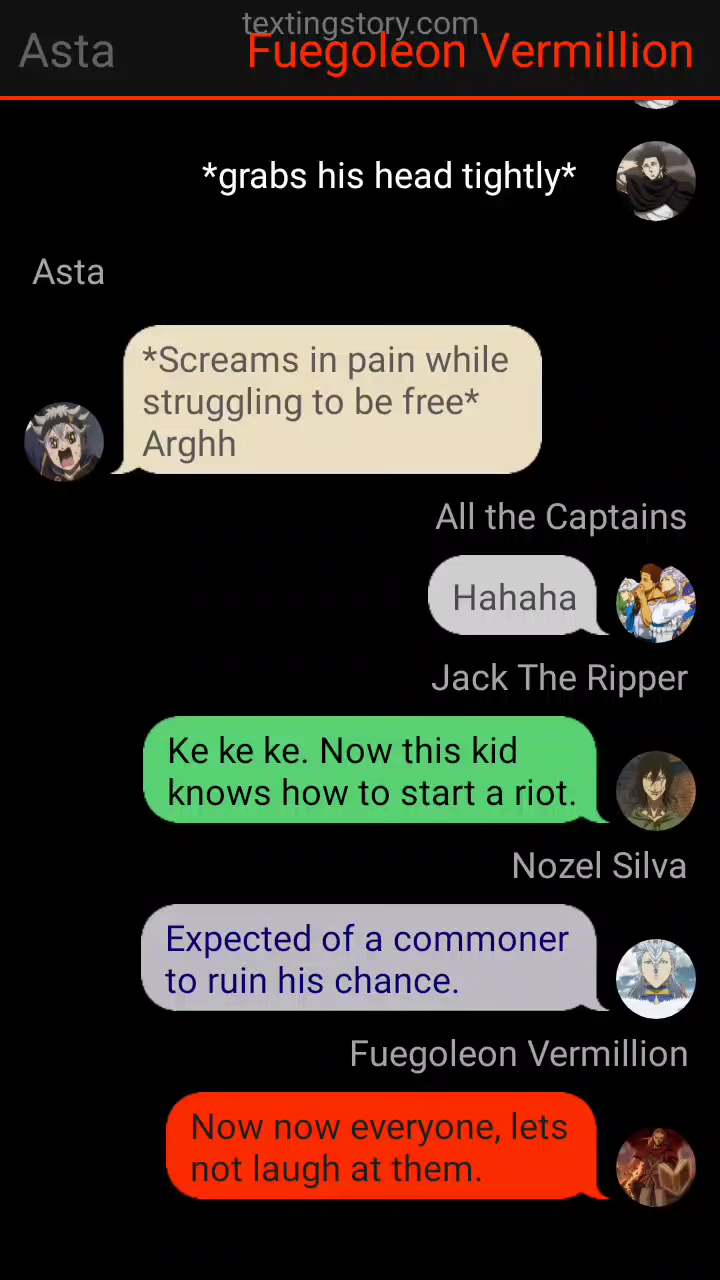 textingstory.com
Asta
Fuegoleon Vermillion
*grabs his head tightly*
Asta
*Screams in pain while
struggling to be free*
Arghh
All the Captains
Hahaha
Jack The Ripper
Ke ke ke. Now this kid
knows how to start a riot.
Nozel Silva
Expected of a commoner
to ruin his chance.
Fuegoleon Vermillion
Now now everyone, lets
not laugh at them.